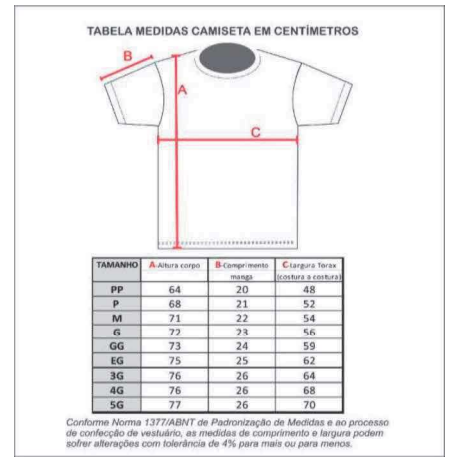 TABELA MEDIDAS CAMISETA EM CENTÍMETROS
B
A
C
TAMANHO A-Altura corpo B-Comprimento manga C-Largura Torax (costura a costura)
PP 64 20 48
P 68 21 52
M 71 22 54
G 72 23 56
GG 73 24 59
EG 75 25 62
3G 76 26 64
4G 76 26 68
5G 77 26 70
Conforme Norma 1377/ABNT de Padronização de Medidas e ao processo
de confecção de vestuário, as medidas de comprimento e largura podem
sofrer alterações com tolerância de 4% para mais ou para menos.